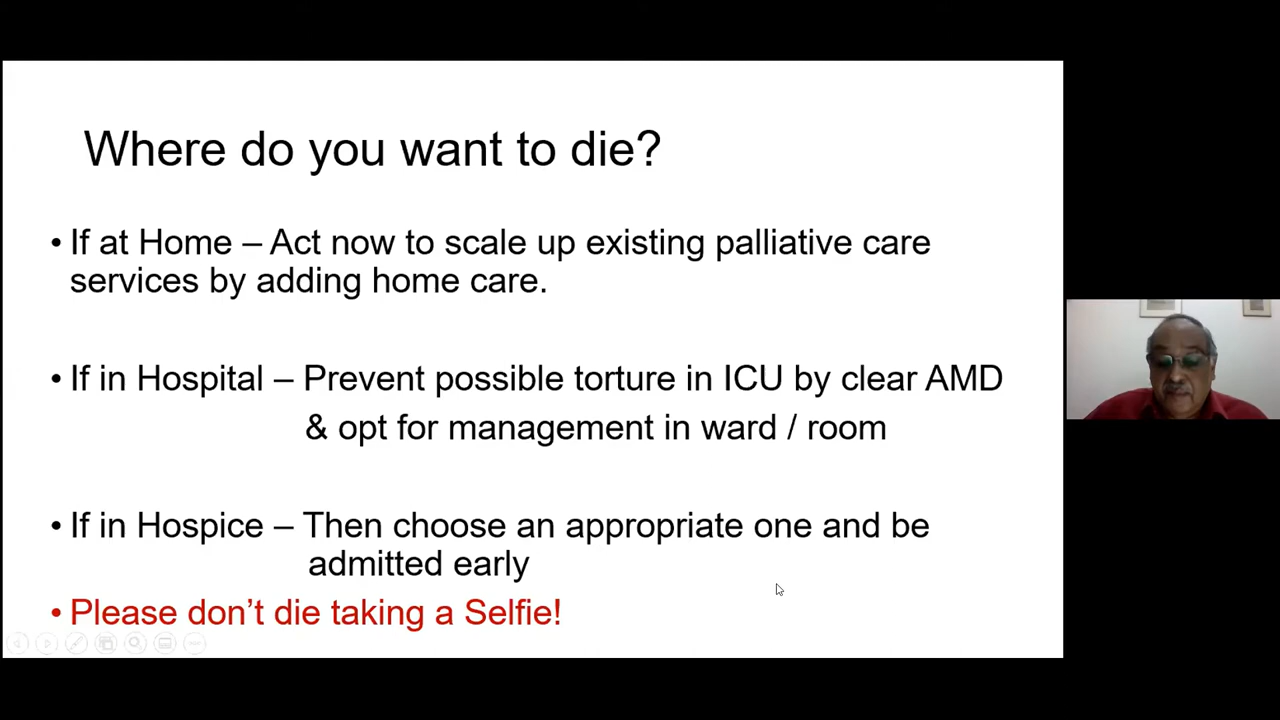 Where do you want to die?
• If at Home – Act now to scale up existing palliative care
services by adding home care.
• If in Hospital – Prevent possible torture in ICU by clear AMD
& opt for management in ward / room
• If in Hospice – Then choose an appropriate one and be
admitted early
• Please don’t die taking a Selfie!